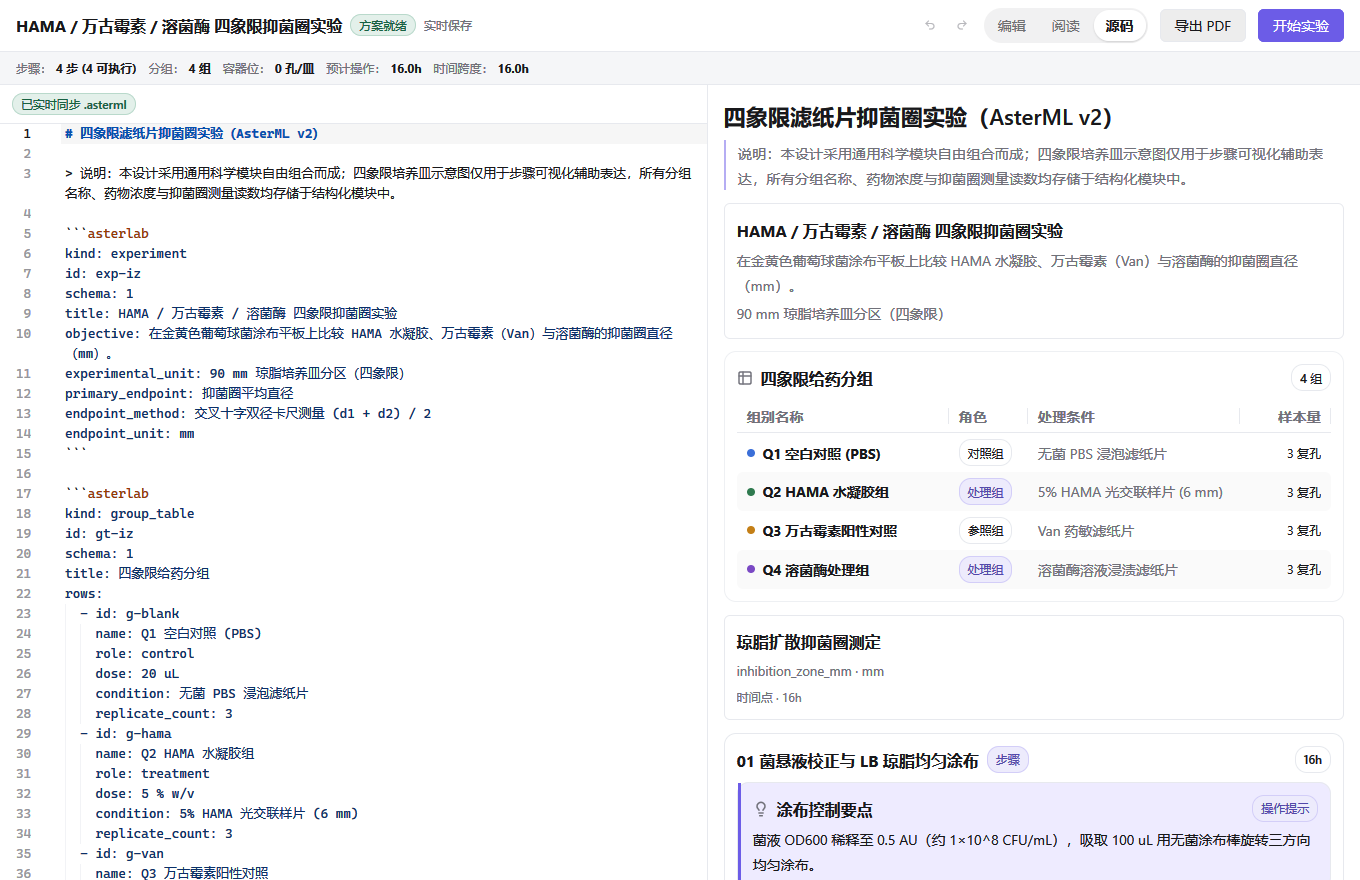 HAMA / 万古霉素 / 溶菌酶 四象限抑菌圈实验 方案就绪 实时保存 编辑 阅读 源码 导出 PDF 开始实验
步骤： 4 步 (4 可执行) 分组： 4 组 容器位： 0 孔/皿 预计操作： 16.0h 时间跨度： 16.0h
已实时同步 .asterml
1 # 四象限滤纸片抑菌圈实验（AsterML v2）
2
3 > 说明：本设计采用通用科学模块自由组合而成；四象限培养皿示意图仅用于步骤可视化辅助表达，所有分组
名称、药物浓度与抑菌圈测量读数均存储于结构化模块中。
4
5 ```asterlab
6 kind: experiment
7 id: exp-iz
8 schema: 1
9 title: HAMA / 万古霉素 / 溶菌酶 四象限抑菌圈实验
10 objective: 在金黄色葡萄球菌涂布平板上比较 HAMA 水凝胶、万古霉素（Van）与溶菌酶的抑菌圈直径
（mm）。
11 experimental_unit: 90 mm 琼脂培养皿分区（四象限）
12 primary_endpoint: 抑菌圈平均直径
13 endpoint_method: 交叉十字双径卡尺测量 (d1 + d2) / 2
14 endpoint_unit: mm
15 ```
16
17 ```asterlab
18 kind: group_table
19 id: gt-iz
20 schema: 1
21 title: 四象限给药分组
22 rows:
23 - id: g-blank
24 name: Q1 空白对照 (PBS)
25 role: control
26 dose: 20 uL
27 condition: 无菌 PBS 浸泡滤纸片
28 replicate_count: 3
29 - id: g-hama
30 name: Q2 HAMA 水凝胶组
31 role: treatment
32 dose: 5 % w/v
33 condition: 5% HAMA 光交联样片 (6 mm)
34 replicate_count: 3
35 - id: g-van
36 name: Q3 万古霉素阳性对照
四象限滤纸片抑菌圈实验（AsterML v2）
说明：本设计采用通用科学模块自由组合而成；四象限培养皿示意图仅用于步骤可视化辅助表
达，所有分组名称、药物浓度与抑菌圈测量读数均存储于结构化模块中。
HAMA / 万古霉素 / 溶菌酶 四象限抑菌圈实验
在金黄色葡萄球菌涂布平板上比较 HAMA 水凝胶、万古霉素（Van）与溶菌酶的抑菌圈直径
（mm）。
90 mm 琼脂培养皿分区（四象限）
四象限给药分组 4 组
组别名称 角色 处理条件 样本量
Q1 空白对照 (PBS) 对照组 无菌 PBS 浸泡滤纸片 3 复孔
Q2 HAMA 水凝胶组 处理组 5% HAMA 光交联样片 (6 mm) 3 复孔
Q3 万古霉素阳性对照 参照组 Van 药敏滤纸片 3 复孔
Q4 溶菌酶处理组 处理组 溶菌酶溶液浸渍滤纸片 3 复孔
琼脂扩散抑菌圈测定
inhibition_zone_mm · mm
时间点 · 16h
01 菌悬液校正与 LB 琼脂均匀涂布 步骤 16h
涂布控制要点 操作提示
菌液 OD600 稀释至 0.5 AU（约 1×10^8 CFU/mL），吸取 100 uL 用无菌涂布棒旋转三方向
均匀涂布。